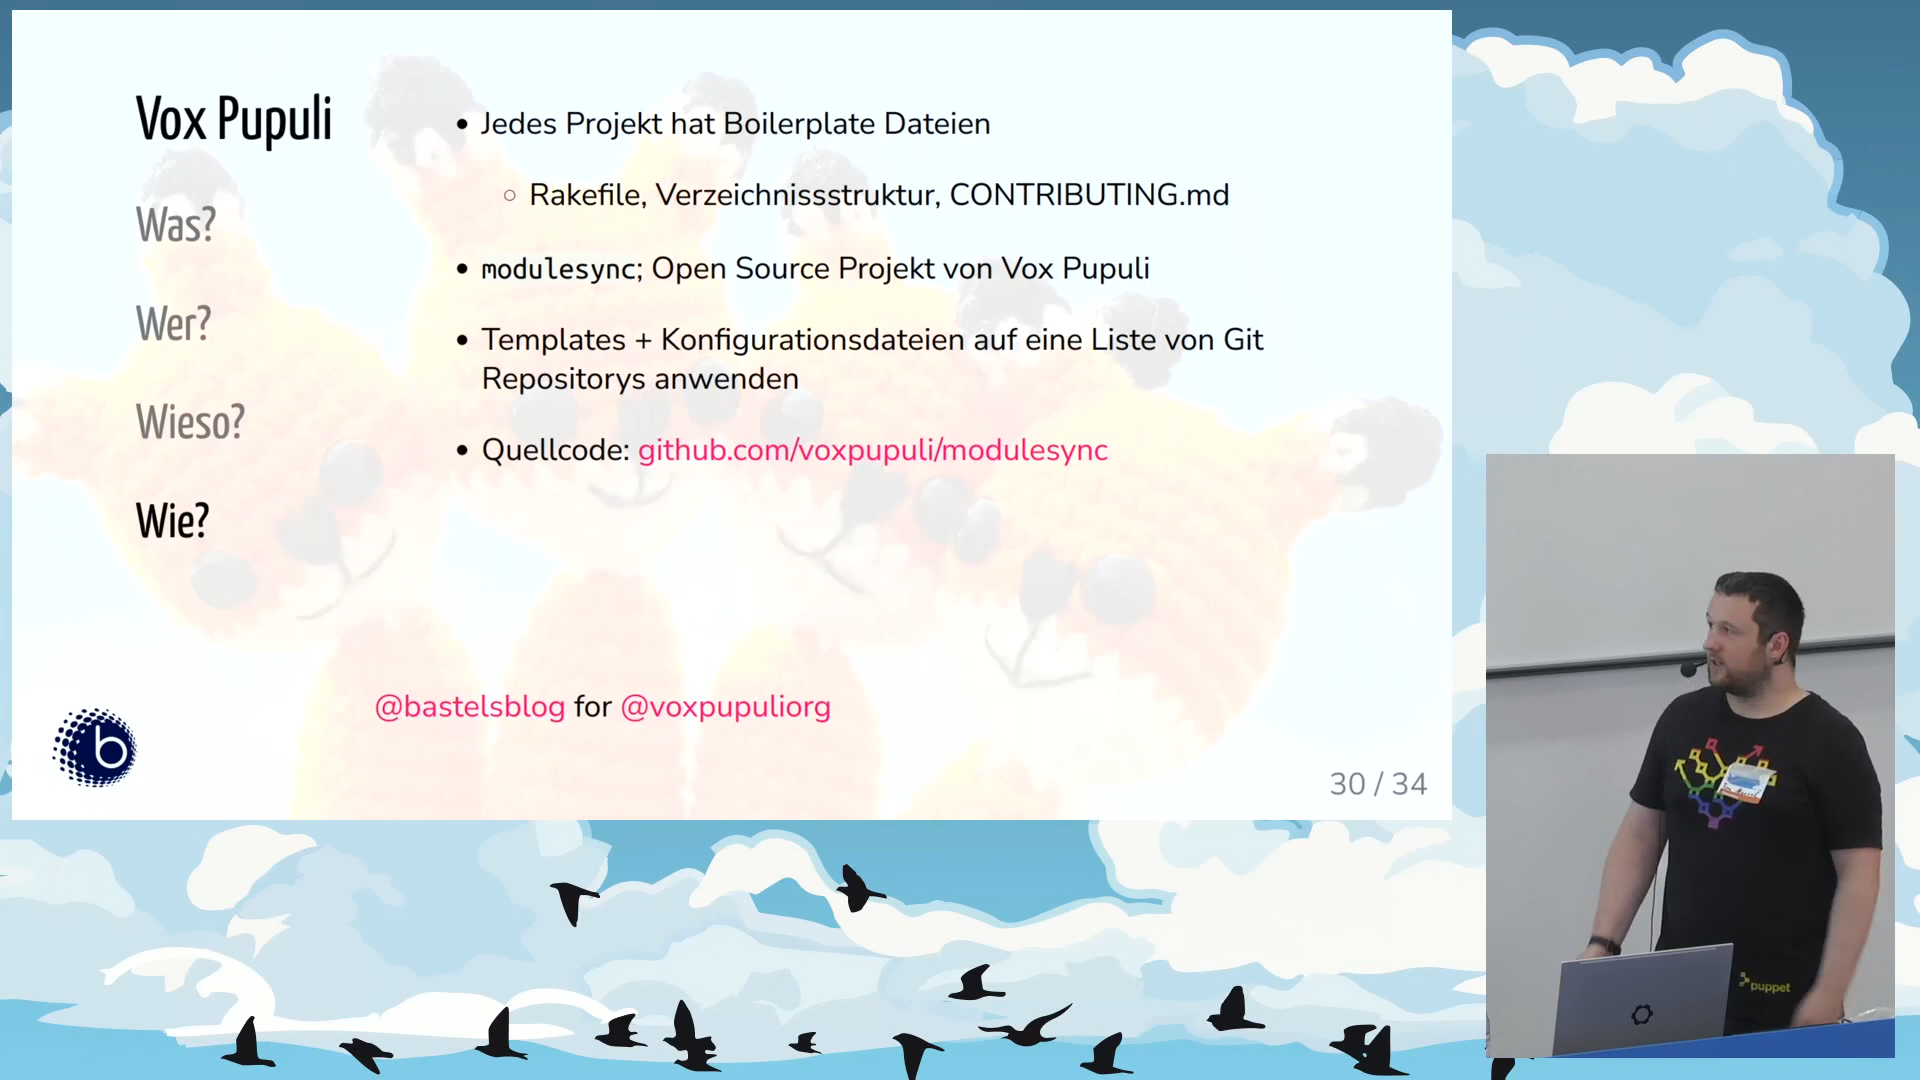 Vox Pupuli
Was?
Wer?
Wieso?
Wie?
• Jedes Projekt hat Boilerplate Dateien
○ Rakefile, Verzeichnissstruktur, CONTRIBUTING.md
• modulesync; Open Source Projekt von Vox Pupuli
• Templates + Konfigurationsdateien auf eine Liste von Git
Repositorys anwenden
• Quellcode: github.com/voxpupuli/modulesync
@bastelsblog for @voxpupuliorg
b
30 / 34
puppet